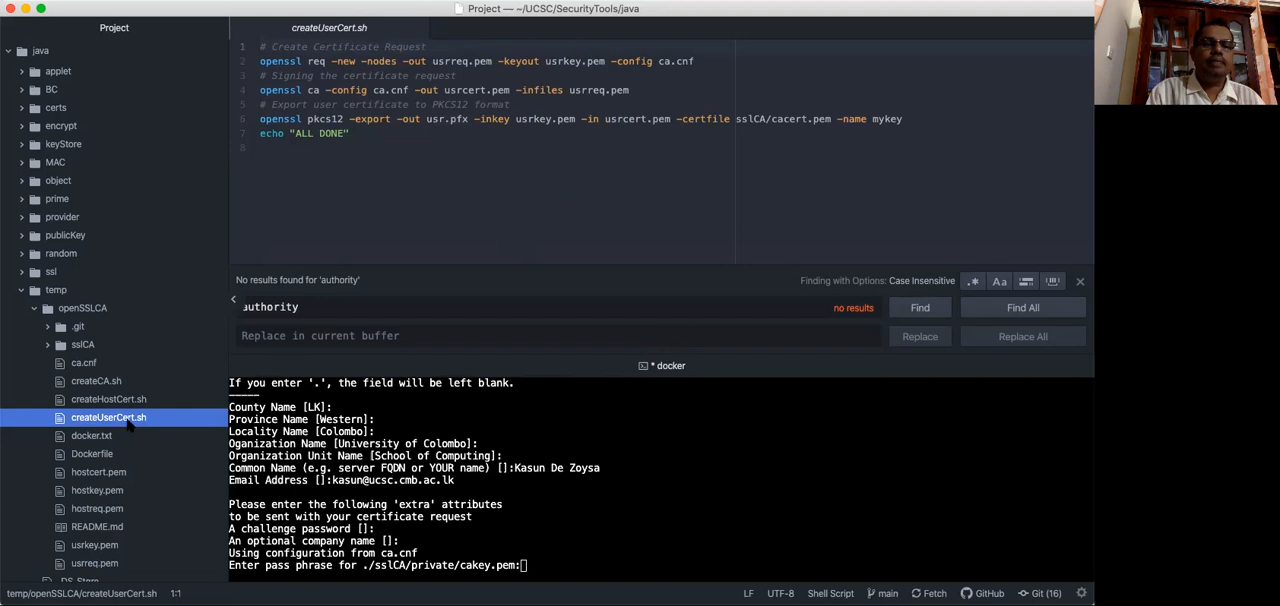 Project — ~/UCSC/SecurityTools/java
Project
createUserCert.sh
java
applet
BC
certs
encrypt
keyStore
MAC
object
prime
provider
publicKey
random
ssl
temp
openSSLCA
.git
sslCA
ca.cnf
createCA.sh
createHostCert.sh
createUserCert.sh
docker.txt
Dockerfile
hostcert.pem
hostkey.pem
hostreq.pem
README.md
usrkey.pem
usrreq.pem
DS_Store
1 # Create Certificate Request
2 openssl req -new -nodes -out usrreq.pem -keyout usrkey.pem -config ca.cnf
3 # Signing the certificate request
4 openssl ca -config ca.cnf -out usrcert.pem -infiles usrreq.pem
5 # Export user certificate to PKCS12 format
6 openssl pkcs12 -export -out usr.pfx -inkey usrkey.pem -in usrcert.pem -certfile sslCA/cacert.pem -name mykey
7 echo "ALL DONE"
8
No results found for 'authority'
Finding with Options: Case Insensitive
.*
Aa
authority
no results
Find
Find All
Replace in current buffer
Replace
Replace All
* docker
If you enter '.', the field will be left blank.
-----
County Name [LK]:
Province Name [Western]:
Locality Name [Colombo]:
Oganization Name [University of Colombo]:
Organization Unit Name [School of Computing]:
Common Name (e.g. server FQDN or YOUR name) []:Kasun De Zoysa
Email Address []:kasun@ucsc.cmb.ac.lk
Please enter the following 'extra' attributes
to be sent with your certificate request
A challenge password []:
An optional company name []:
Using configuration from ca.cnf
Enter pass phrase for ./sslCA/private/cakey.pem:
temp/openSSLCA/createUserCert.sh 1:1
LF UTF-8 Shell Script main Fetch GitHub Git (16)